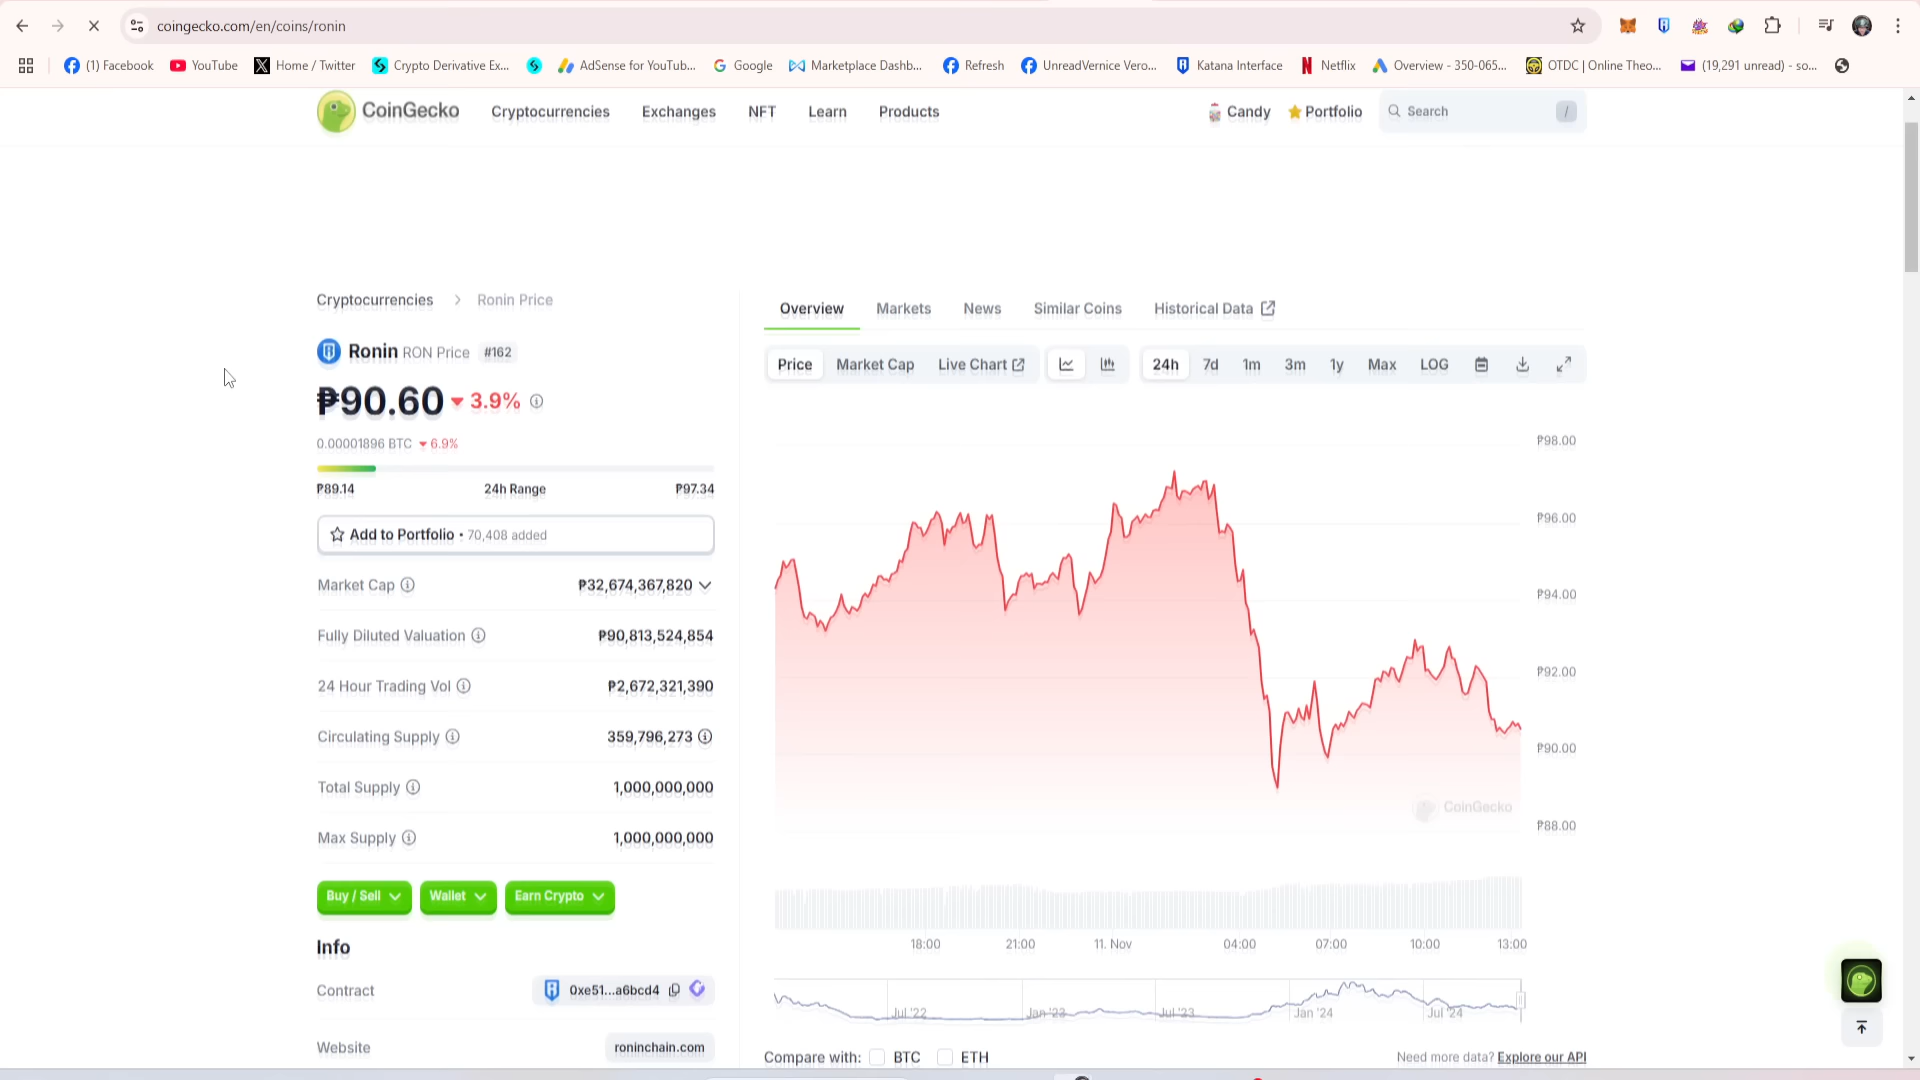 coingecko.com/en/coins/ronin
(1) Facebook
YouTube
Home / Twitter
Crypto Derivative Ex...
AdSense for YouTub...
Google
Marketplace Dashb...
Refresh
UnreadVernice Vero...
Katana Interface
Netflix
Overview - 350-065...
OTDC | Online Theo...
(19,291 unread) - so...
CoinGecko
Cryptocurrencies
Exchanges
NFT
Learn
Products
Candy
Portfolio
Search
/
Cryptocurrencies > Ronin Price
Ronin RON Price #162
₱90.60 3.9%
0.00001896 BTC 6.9%
₱89.14 24h Range ₱97.34
Add to Portfolio • 70,408 added
Market Cap ₱32,674,367,820
Fully Diluted Valuation ₱90,813,524,854
24 Hour Trading Vol ₱2,672,321,390
Circulating Supply 359,796,273
Total Supply 1,000,000,000
Max Supply 1,000,000,000
Buy / Sell
Wallet
Earn Crypto
Info
Contract 0xe51...a6bcd4
Website roninchain.com
Overview
Markets
News
Similar Coins
Historical Data
Price
Market Cap
Live Chart
24h
7d
1m
3m
1y
Max
LOG
₱98.00
₱96.00
₱94.00
₱92.00
₱90.00
₱88.00
CoinGecko
18:00
21:00
11. Nov
04:00
07:00
10:00
13:00
Jul '22
Jan '23
Jul '23
Jan '24
Jul '24
Compare with: BTC ETH
Need more data? Explore our API